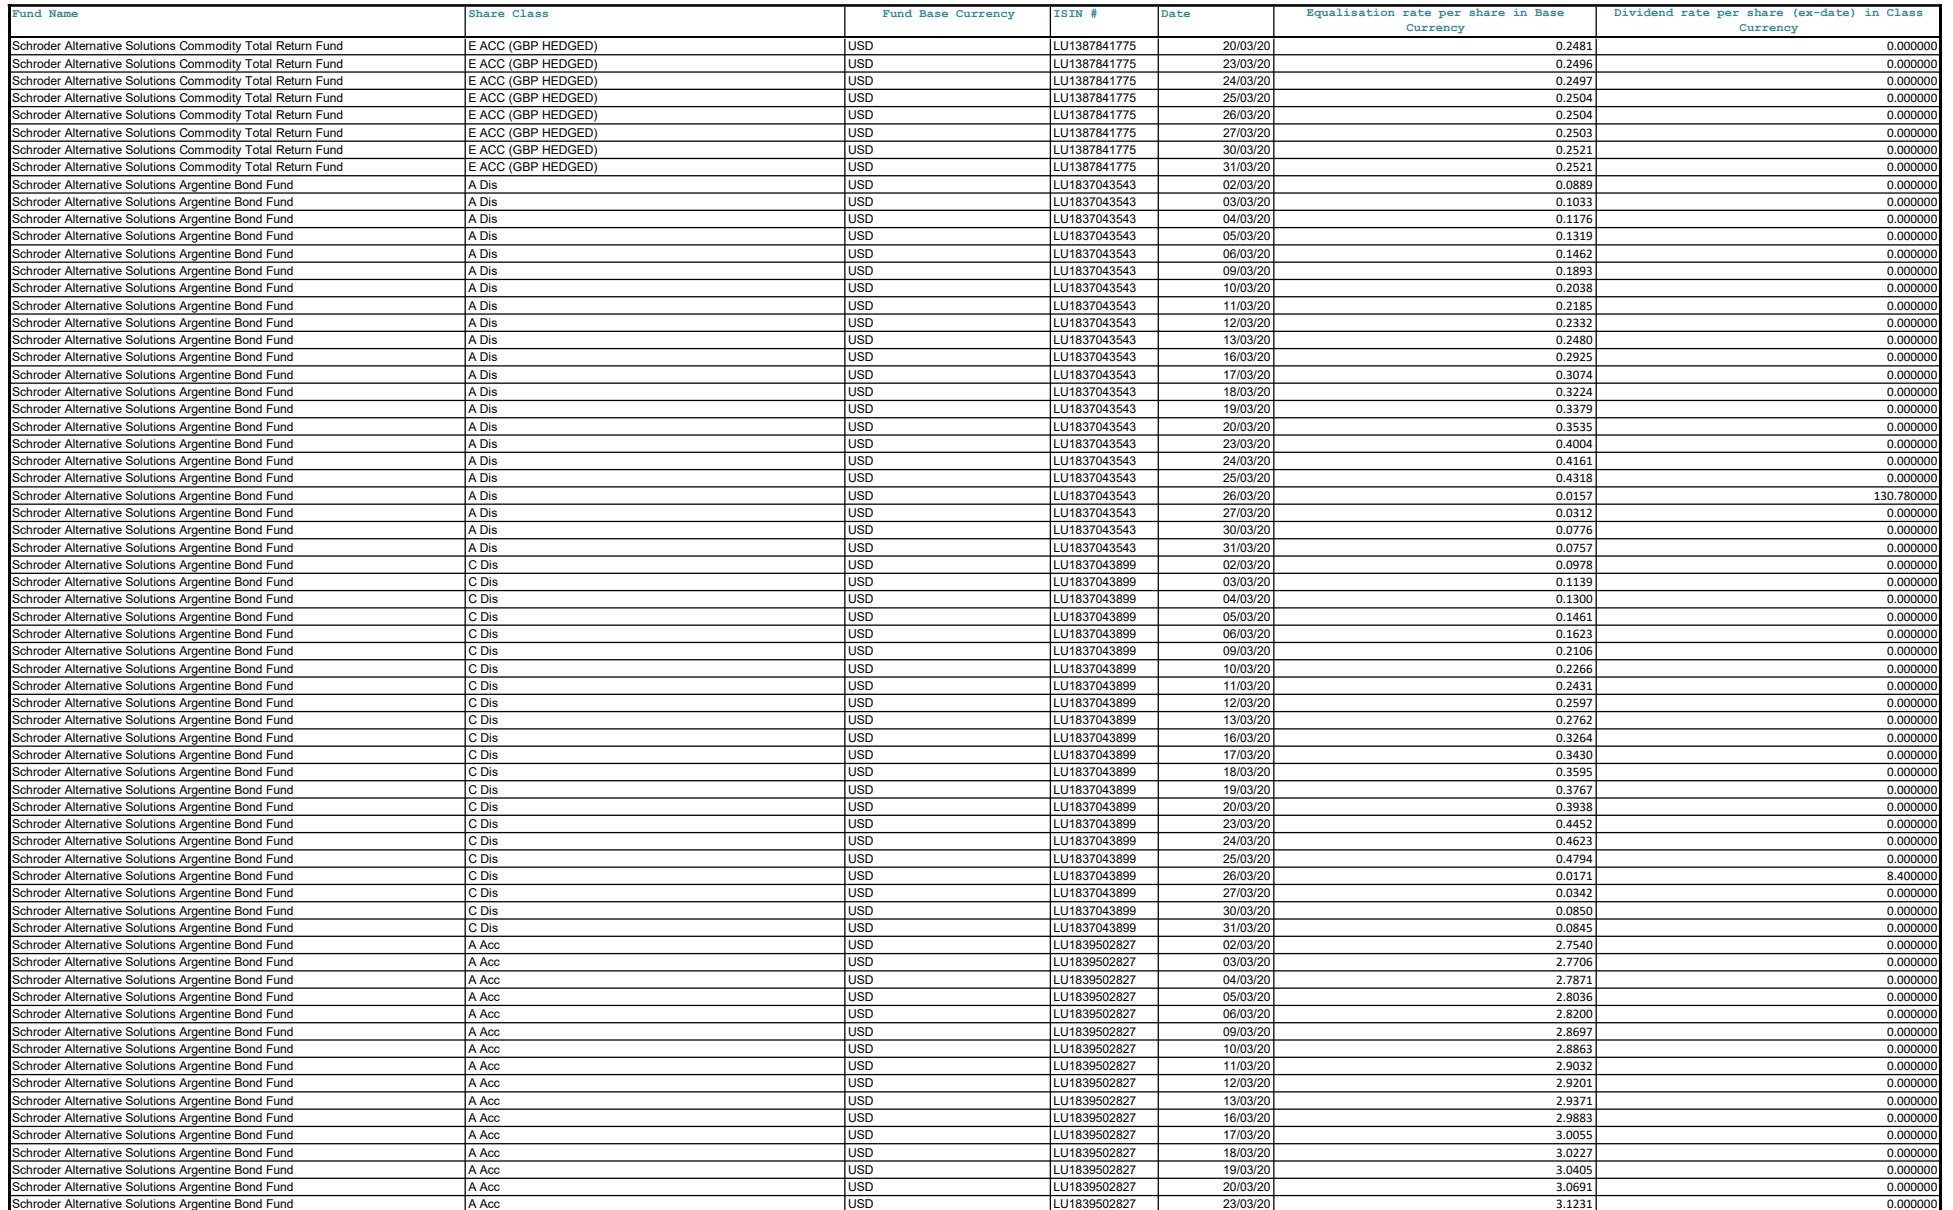 Fund Name Share Class Fund Base Currency ISIN # Date Equalisation rate per share in Base Currency Dividend rate per share (ex-date) in Class Currency
Schroder Alternative Solutions Commodity Total Return Fund E ACC (GBP HEDGED) USD LU1387841775 20/03/20 0.2481 0.000000
Schroder Alternative Solutions Commodity Total Return Fund E ACC (GBP HEDGED) USD LU1387841775 23/03/20 0.2496 0.000000
Schroder Alternative Solutions Commodity Total Return Fund E ACC (GBP HEDGED) USD LU1387841775 24/03/20 0.2497 0.000000
Schroder Alternative Solutions Commodity Total Return Fund E ACC (GBP HEDGED) USD LU1387841775 25/03/20 0.2504 0.000000
Schroder Alternative Solutions Commodity Total Return Fund E ACC (GBP HEDGED) USD LU1387841775 26/03/20 0.2504 0.000000
Schroder Alternative Solutions Commodity Total Return Fund E ACC (GBP HEDGED) USD LU1387841775 27/03/20 0.2503 0.000000
Schroder Alternative Solutions Commodity Total Return Fund E ACC (GBP HEDGED) USD LU1387841775 30/03/20 0.2521 0.000000
Schroder Alternative Solutions Commodity Total Return Fund E ACC (GBP HEDGED) USD LU1387841775 31/03/20 0.2521 0.000000
Schroder Alternative Solutions Argentine Bond Fund A Dis USD LU1837043543 02/03/20 0.0889 0.000000
Schroder Alternative Solutions Argentine Bond Fund A Dis USD LU1837043543 03/03/20 0.1033 0.000000
Schroder Alternative Solutions Argentine Bond Fund A Dis USD LU1837043543 04/03/20 0.1176 0.000000
Schroder Alternative Solutions Argentine Bond Fund A Dis USD LU1837043543 05/03/20 0.1319 0.000000
Schroder Alternative Solutions Argentine Bond Fund A Dis USD LU1837043543 06/03/20 0.1462 0.000000
Schroder Alternative Solutions Argentine Bond Fund A Dis USD LU1837043543 09/03/20 0.1893 0.000000
Schroder Alternative Solutions Argentine Bond Fund A Dis USD LU1837043543 10/03/20 0.2038 0.000000
Schroder Alternative Solutions Argentine Bond Fund A Dis USD LU1837043543 11/03/20 0.2185 0.000000
Schroder Alternative Solutions Argentine Bond Fund A Dis USD LU1837043543 12/03/20 0.2332 0.000000
Schroder Alternative Solutions Argentine Bond Fund A Dis USD LU1837043543 13/03/20 0.2480 0.000000
Schroder Alternative Solutions Argentine Bond Fund A Dis USD LU1837043543 16/03/20 0.2925 0.000000
Schroder Alternative Solutions Argentine Bond Fund A Dis USD LU1837043543 17/03/20 0.3074 0.000000
Schroder Alternative Solutions Argentine Bond Fund A Dis USD LU1837043543 18/03/20 0.3224 0.000000
Schroder Alternative Solutions Argentine Bond Fund A Dis USD LU1837043543 19/03/20 0.3379 0.000000
Schroder Alternative Solutions Argentine Bond Fund A Dis USD LU1837043543 20/03/20 0.3535 0.000000
Schroder Alternative Solutions Argentine Bond Fund A Dis USD LU1837043543 23/03/20 0.4004 0.000000
Schroder Alternative Solutions Argentine Bond Fund A Dis USD LU1837043543 24/03/20 0.4161 0.000000
Schroder Alternative Solutions Argentine Bond Fund A Dis USD LU1837043543 25/03/20 0.4318 0.000000
Schroder Alternative Solutions Argentine Bond Fund A Dis USD LU1837043543 26/03/20 0.0157 130.780000
Schroder Alternative Solutions Argentine Bond Fund A Dis USD LU1837043543 27/03/20 0.0312 0.000000
Schroder Alternative Solutions Argentine Bond Fund A Dis USD LU1837043543 30/03/20 0.0776 0.000000
Schroder Alternative Solutions Argentine Bond Fund A Dis USD LU1837043543 31/03/20 0.0757 0.000000
Schroder Alternative Solutions Argentine Bond Fund C Dis USD LU1837043899 02/03/20 0.0978 0.000000
Schroder Alternative Solutions Argentine Bond Fund C Dis USD LU1837043899 03/03/20 0.1139 0.000000
Schroder Alternative Solutions Argentine Bond Fund C Dis USD LU1837043899 04/03/20 0.1300 0.000000
Schroder Alternative Solutions Argentine Bond Fund C Dis USD LU1837043899 05/03/20 0.1461 0.000000
Schroder Alternative Solutions Argentine Bond Fund C Dis USD LU1837043899 06/03/20 0.1623 0.000000
Schroder Alternative Solutions Argentine Bond Fund C Dis USD LU1837043899 09/03/20 0.2106 0.000000
Schroder Alternative Solutions Argentine Bond Fund C Dis USD LU1837043899 10/03/20 0.2266 0.000000
Schroder Alternative Solutions Argentine Bond Fund C Dis USD LU1837043899 11/03/20 0.2431 0.000000
Schroder Alternative Solutions Argentine Bond Fund C Dis USD LU1837043899 12/03/20 0.2597 0.000000
Schroder Alternative Solutions Argentine Bond Fund C Dis USD LU1837043899 13/03/20 0.2762 0.000000
Schroder Alternative Solutions Argentine Bond Fund C Dis USD LU1837043899 16/03/20 0.3264 0.000000
Schroder Alternative Solutions Argentine Bond Fund C Dis USD LU1837043899 17/03/20 0.3430 0.000000
Schroder Alternative Solutions Argentine Bond Fund C Dis USD LU1837043899 18/03/20 0.3595 0.000000
Schroder Alternative Solutions Argentine Bond Fund C Dis USD LU1837043899 19/03/20 0.3767 0.000000
Schroder Alternative Solutions Argentine Bond Fund C Dis USD LU1837043899 20/03/20 0.3938 0.000000
Schroder Alternative Solutions Argentine Bond Fund C Dis USD LU1837043899 23/03/20 0.4452 0.000000
Schroder Alternative Solutions Argentine Bond Fund C Dis USD LU1837043899 24/03/20 0.4623 0.000000
Schroder Alternative Solutions Argentine Bond Fund C Dis USD LU1837043899 25/03/20 0.4794 0.000000
Schroder Alternative Solutions Argentine Bond Fund C Dis USD LU1837043899 26/03/20 0.0171 8.400000
Schroder Alternative Solutions Argentine Bond Fund C Dis USD LU1837043899 27/03/20 0.0342 0.000000
Schroder Alternative Solutions Argentine Bond Fund C Dis USD LU1837043899 30/03/20 0.0850 0.000000
Schroder Alternative Solutions Argentine Bond Fund C Dis USD LU1837043899 31/03/20 0.0845 0.000000
Schroder Alternative Solutions Argentine Bond Fund A Acc USD LU1839502827 02/03/20 2.7540 0.000000
Schroder Alternative Solutions Argentine Bond Fund A Acc USD LU1839502827 03/03/20 2.7706 0.000000
Schroder Alternative Solutions Argentine Bond Fund A Acc USD LU1839502827 04/03/20 2.7871 0.000000
Schroder Alternative Solutions Argentine Bond Fund A Acc USD LU1839502827 05/03/20 2.8036 0.000000
Schroder Alternative Solutions Argentine Bond Fund A Acc USD LU1839502827 06/03/20 2.8200 0.000000
Schroder Alternative Solutions Argentine Bond Fund A Acc USD LU1839502827 09/03/20 2.8697 0.000000
Schroder Alternative Solutions Argentine Bond Fund A Acc USD LU1839502827 10/03/20 2.8863 0.000000
Schroder Alternative Solutions Argentine Bond Fund A Acc USD LU1839502827 11/03/20 2.9032 0.000000
Schroder Alternative Solutions Argentine Bond Fund A Acc USD LU1839502827 12/03/20 2.9201 0.000000
Schroder Alternative Solutions Argentine Bond Fund A Acc USD LU1839502827 13/03/20 2.9371 0.000000
Schroder Alternative Solutions Argentine Bond Fund A Acc USD LU1839502827 16/03/20 2.9883 0.000000
Schroder Alternative Solutions Argentine Bond Fund A Acc USD LU1839502827 17/03/20 3.0055 0.000000
Schroder Alternative Solutions Argentine Bond Fund A Acc USD LU1839502827 18/03/20 3.0227 0.000000
Schroder Alternative Solutions Argentine Bond Fund A Acc USD LU1839502827 19/03/20 3.0405 0.000000
Schroder Alternative Solutions Argentine Bond Fund A Acc USD LU1839502827 20/03/20 3.0691 0.000000
Schroder Alternative Solutions Argentine Bond Fund A Acc USD LU1839502827 23/03/20 3.1231 0.000000